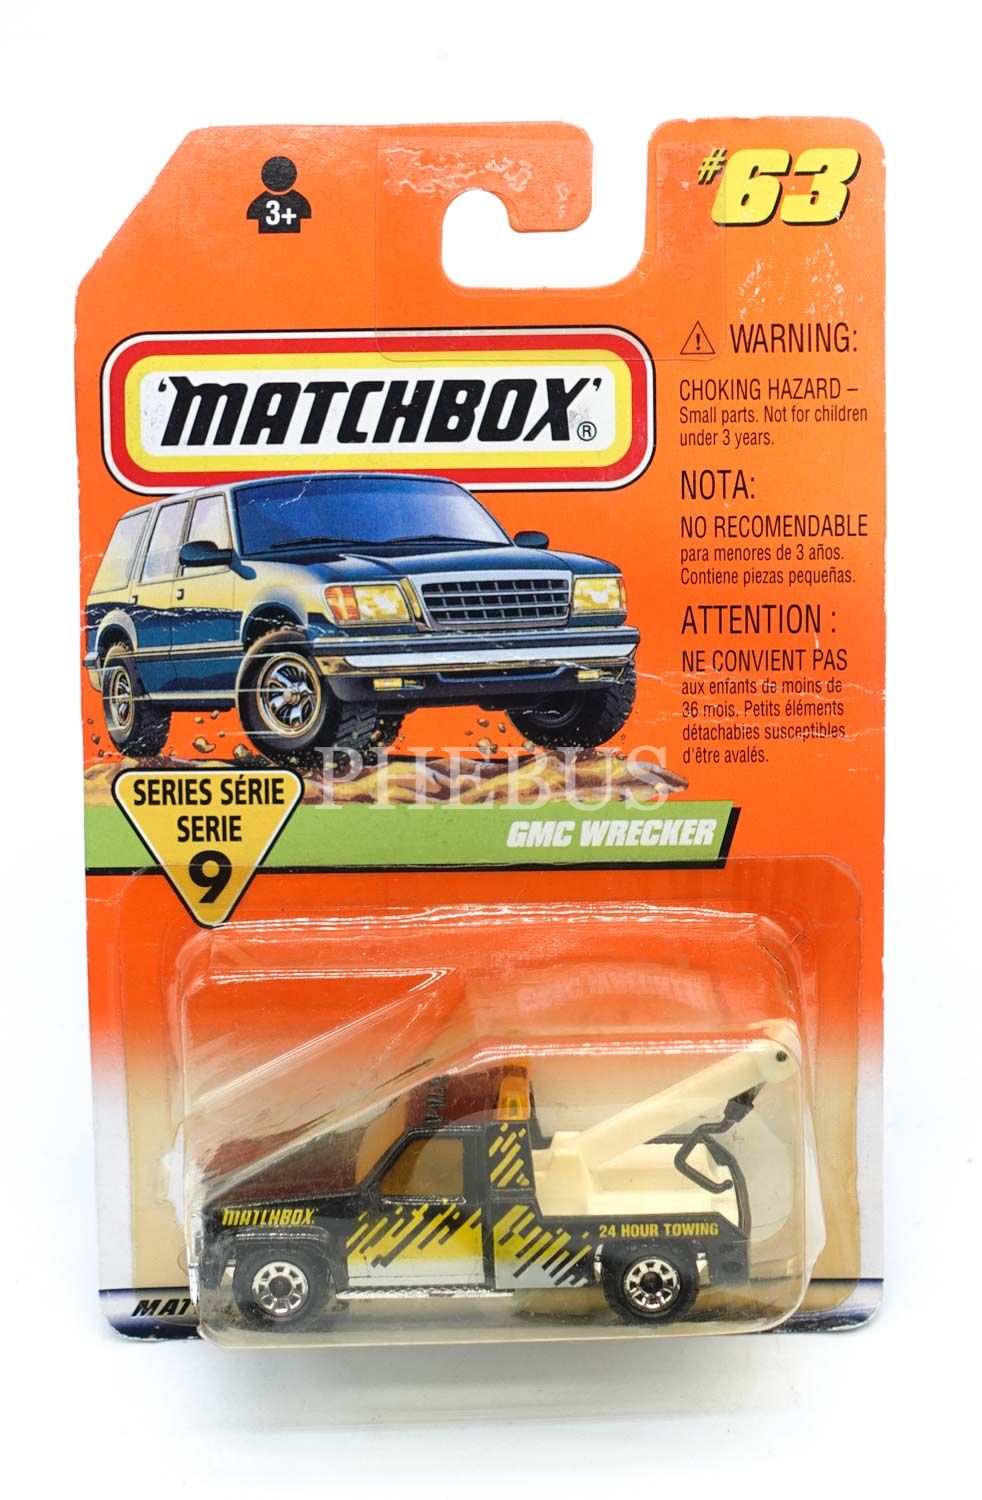 3+
#63
'MATCHBOX'®
WARNING:
CHOKING HAZARD –
Small parts. Not for children
under 3 years.
NOTA:
NO RECOMENDABLE
para menores de 3 años.
Contiene piezas pequeñas.
ATTENTION :
NE CONVIENT PAS
aux enfants de moins de
36 mois. Petits éléments
détachables susceptibles
d'être avalés.
PHEBUS
SERIES SÉRIE
SERIE
9
GMC WRECKER
MATCHBOX
24 HOUR TOWING